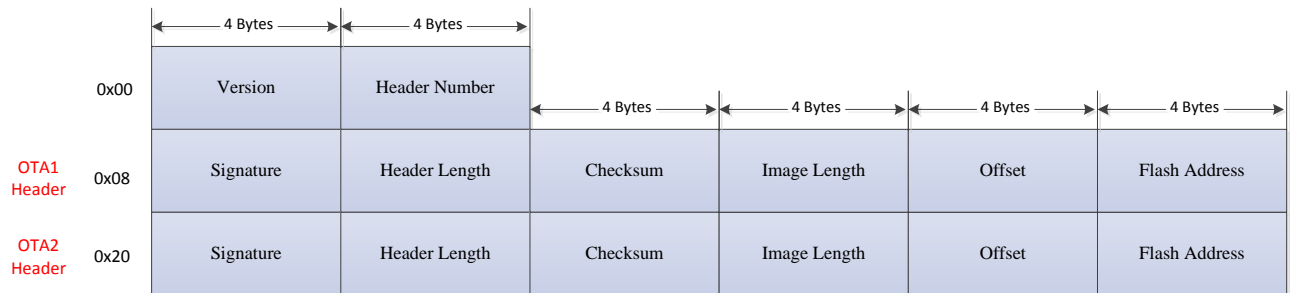 4 Bytes 4 Bytes
0x00 Version Header Number
4 Bytes 4 Bytes 4 Bytes 4 Bytes
OTA1
Header
0x08 Signature Header Length Checksum Image Length Offset Flash Address
OTA2
Header
0x20 Signature Header Length Checksum Image Length Offset Flash Address